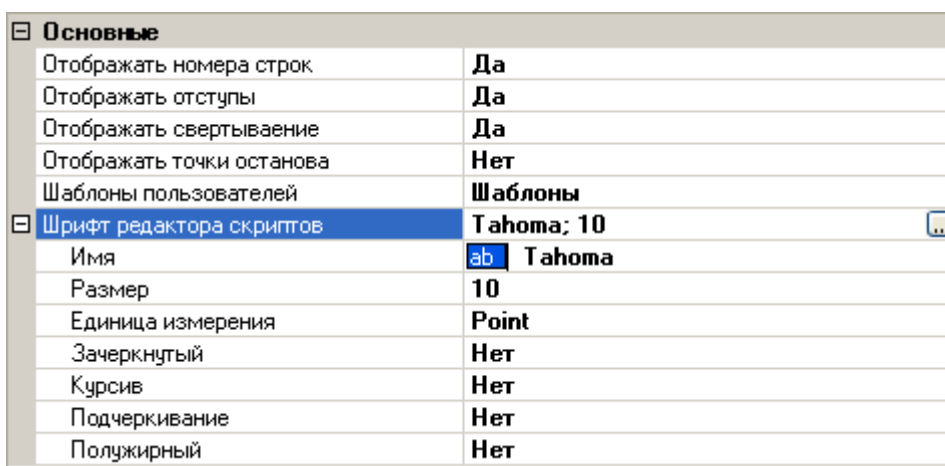 Основные
Отображать номера строк Да
Отображать отступы Да
Отображать свертываение Да
Отображать точки останова Нет
Шаблоны пользователей Шаблоны
Шрифт редактора скриптов Tahoma; 10 ...
Имя ab Tahoma
Размер 10
Единица измерения Point
Зачеркнутый Нет
Курсив Нет
Подчеркивание Нет
Полужирный Нет